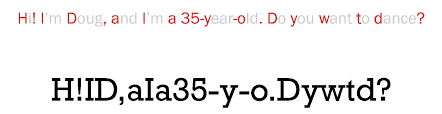 Hi! I'm Doug, and I'm a 35-year-old. Do you want to dance?
H!ID,aIa35-y-o.Dywtd?